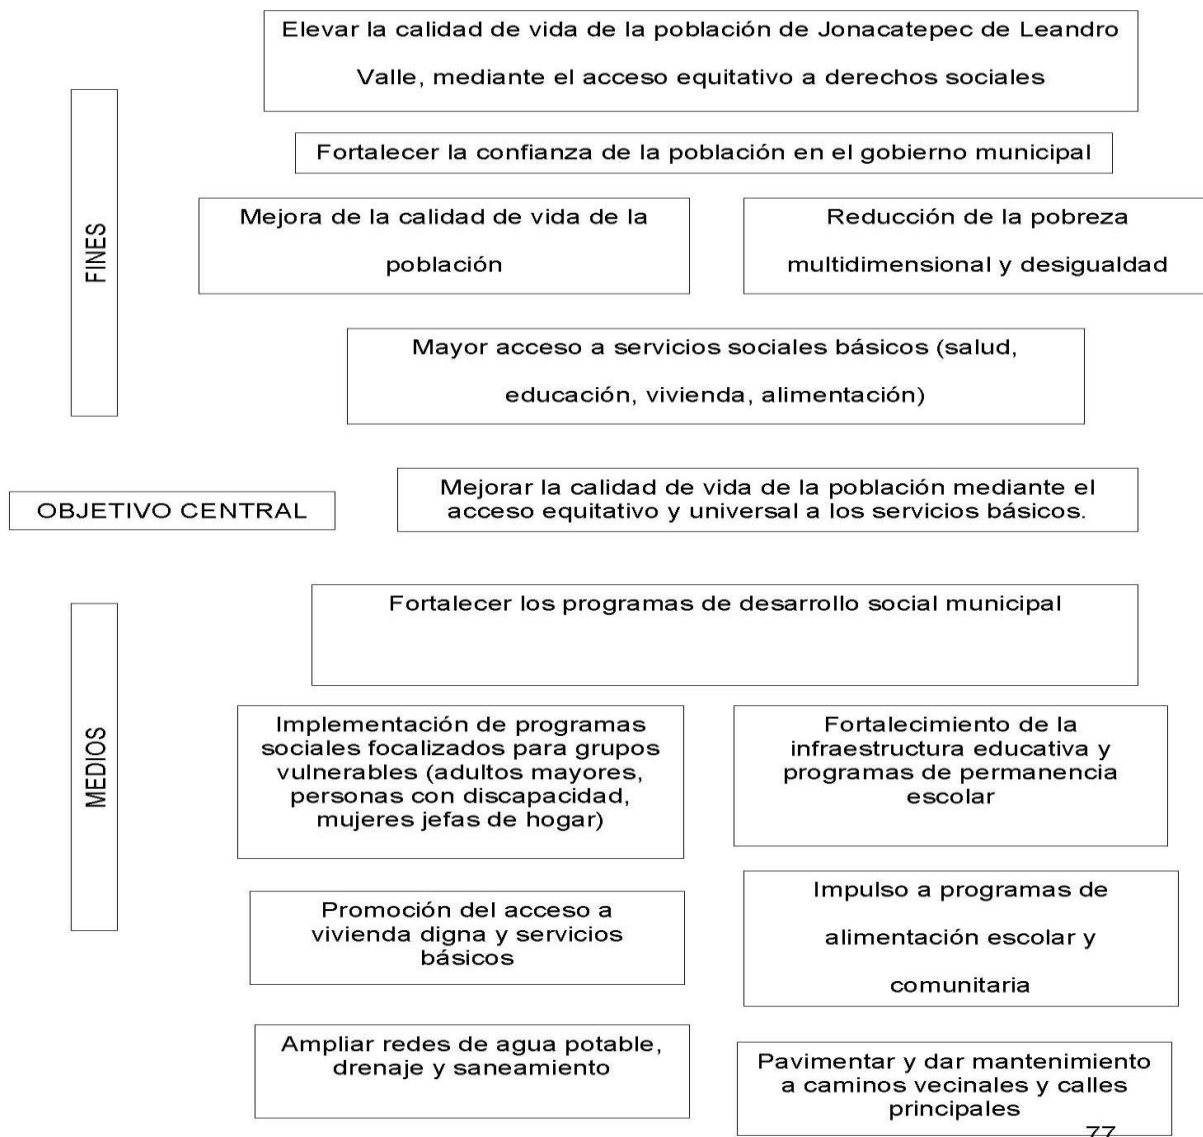 Elevar la calidad de vida de la población de Jonacatepec de Leandro
Valle, mediante el acceso equitativo a derechos sociales
FINES
Fortalecer la confianza de la población en el gobierno municipal
Mejora de la calidad de vida de la
población
Reducción de la pobreza
multidimensional y desigualdad
Mayor acceso a servicios sociales básicos (salud,
educación, vivienda, alimentación)
OBJETIVO CENTRAL
Mejorar la calidad de vida de la población mediante el
acceso equitativo y universal a los servicios básicos.
MEDIOS
Fortalecer los programas de desarrollo social municipal
Implementación de programas
sociales focalizados para grupos
vulnerables (adultos mayores,
personas con discapacidad,
mujeres jefas de hogar)
Fortalecimiento de la
infraestructura educativa y
programas de permanencia
escolar
Promoción del acceso a
vivienda digna y servicios
básicos
Impulso a programas de
alimentación escolar y
comunitaria
Ampliar redes de agua potable,
drenaje y saneamiento
Pavimentar y dar mantenimiento
a caminos vecinales y calles
principales
77